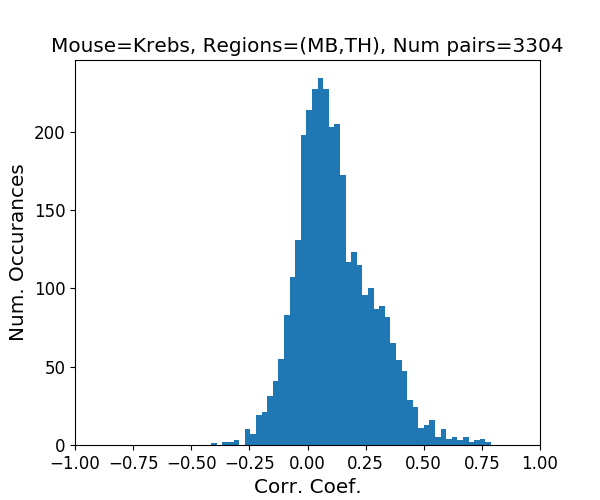 Mouse=Krebs, Regions=(MB,TH), Num pairs=3304
Num. Occurances
200
150
100
50
0
−1.00 −0.75 −0.50 −0.25 0.00 0.25 0.50 0.75 1.00
Corr. Coef.